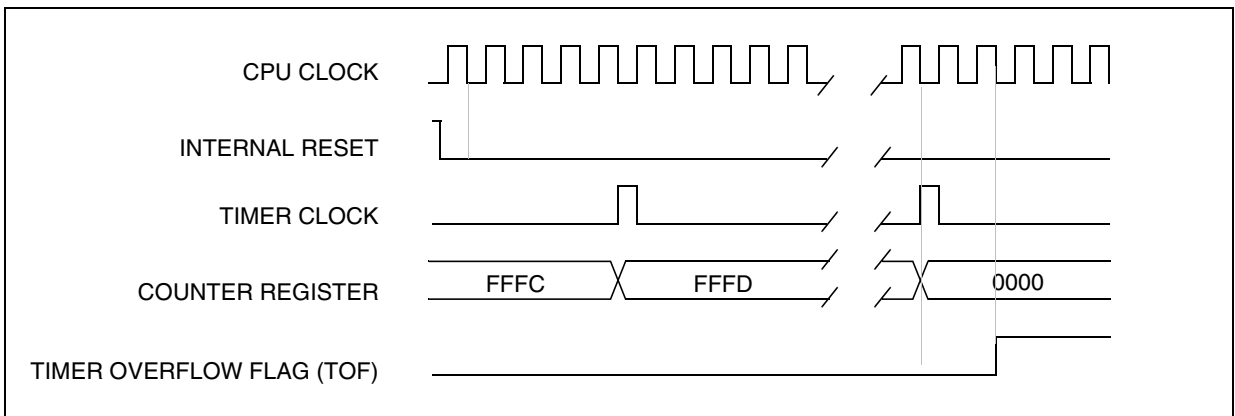 CPU CLOCK
INTERNAL RESET
TIMER CLOCK
COUNTER REGISTER FFFC FFFD 0000
TIMER OVERFLOW FLAG (TOF)